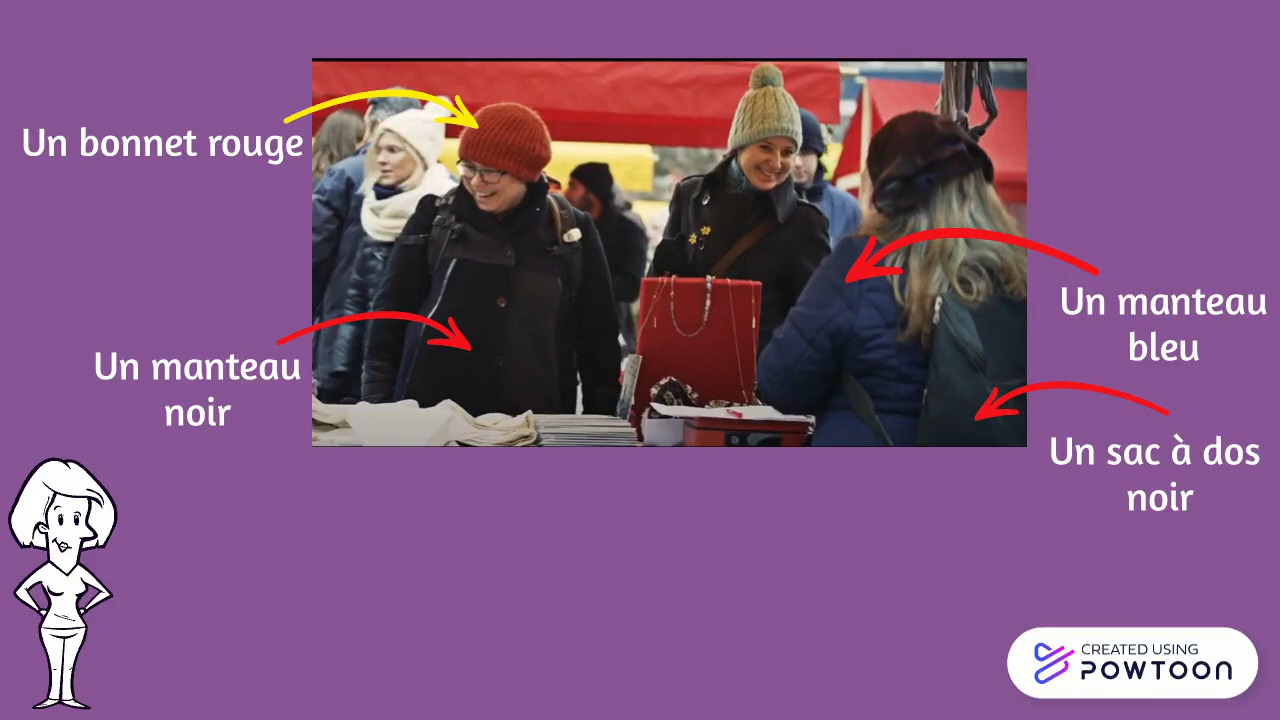 Un bonnet rouge
Un manteau
noir
Un manteau
bleu
Un sac à dos
noir
CREATED USING
POWTOON